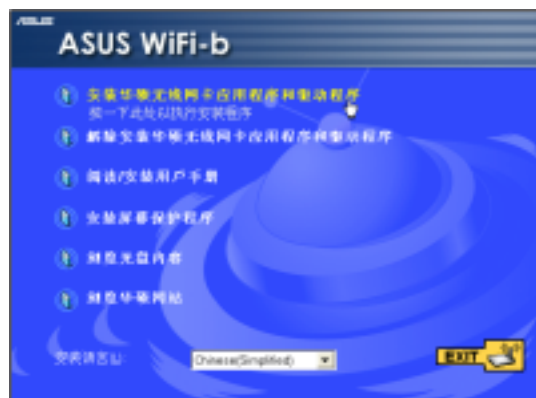 ASUS
ASUS WiFi-b
安装华硕无线网卡应用程序和驱动程序
按一下此处以执行安装程序
解除安装华硕无线网卡应用程序和驱动程序
阅读/安装用户手册
安装屏幕保护程序
浏览光盘内容
浏览华硕网站
安装语言
Chinese(Simplified)
EXIT